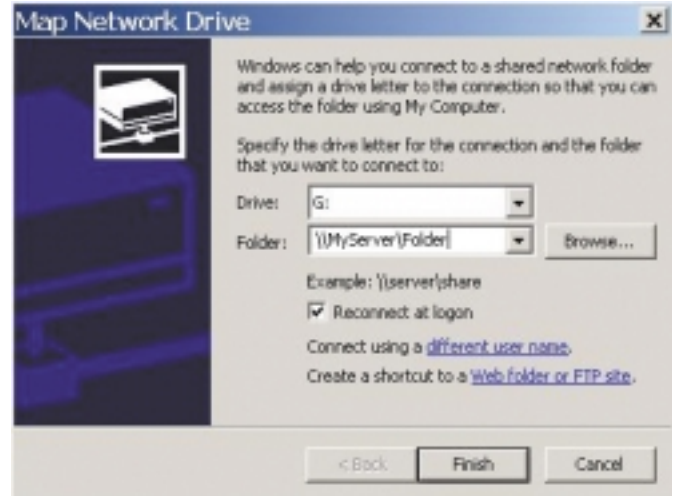 Map Network Drive
Windows can help you connect to a shared network folder
and assign a drive letter to the connection so that you can
access the folder using My Computer.
Specify the drive letter for the connection and the folder
that you want to connect to:
Drive: G:
Folder: \\MyServer\Folder Browse...
Example: \\server\share
Reconnect at logon
Connect using a different user name.
Create a shortcut to a Web folder or FTP site.
< Back Finish Cancel